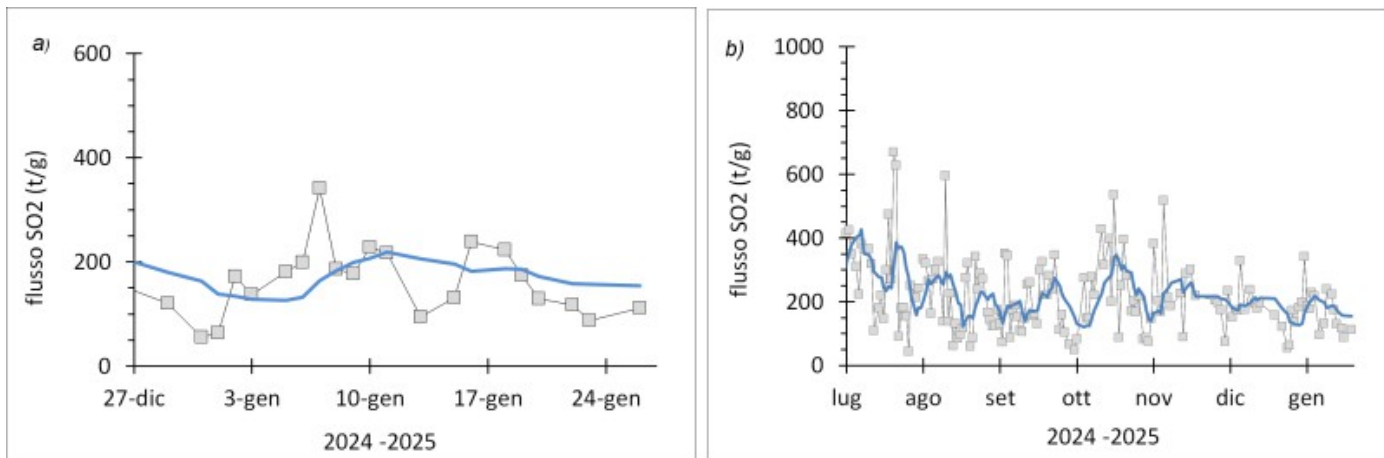 a)
flusso SO2 (t/g)
600
400
200
0
27-dic 3-gen 10-gen 17-gen 24-gen
2024 -2025
b)
flusso SO2 (t/g)
1000
800
600
400
200
0
lug ago set ott nov dic gen
2024 -2025